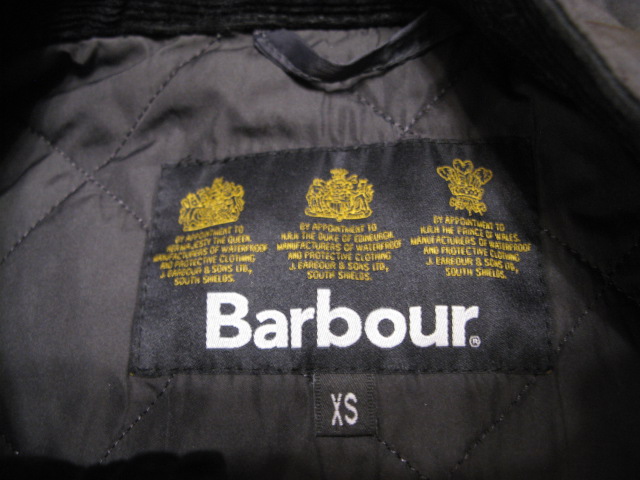 BY APPOINTMENT TO
HER MAJESTY THE QUEEN.
MANUFACTURERS OF WATERPROOF
AND PROTECTIVE CLOTHING
J. BARBOUR & SONS LTD,
SOUTH SHIELDS.
BY APPOINTMENT TO
H.R.H. THE DUKE OF EDINBURGH
MANUFACTURERS OF WATERPROOF
AND PROTECTIVE CLOTHING
J. BARBOUR & SONS LTD,
SOUTH SHIELDS.
BY APPOINTMENT TO
H.R.H. THE PRINCE OF WALES.
MANUFACTURERS OF WATERPROOF
AND PROTECTIVE CLOTHING
J. BARBOUR & SONS LTD,
SOUTH SHIELDS.
Barbour®
XS